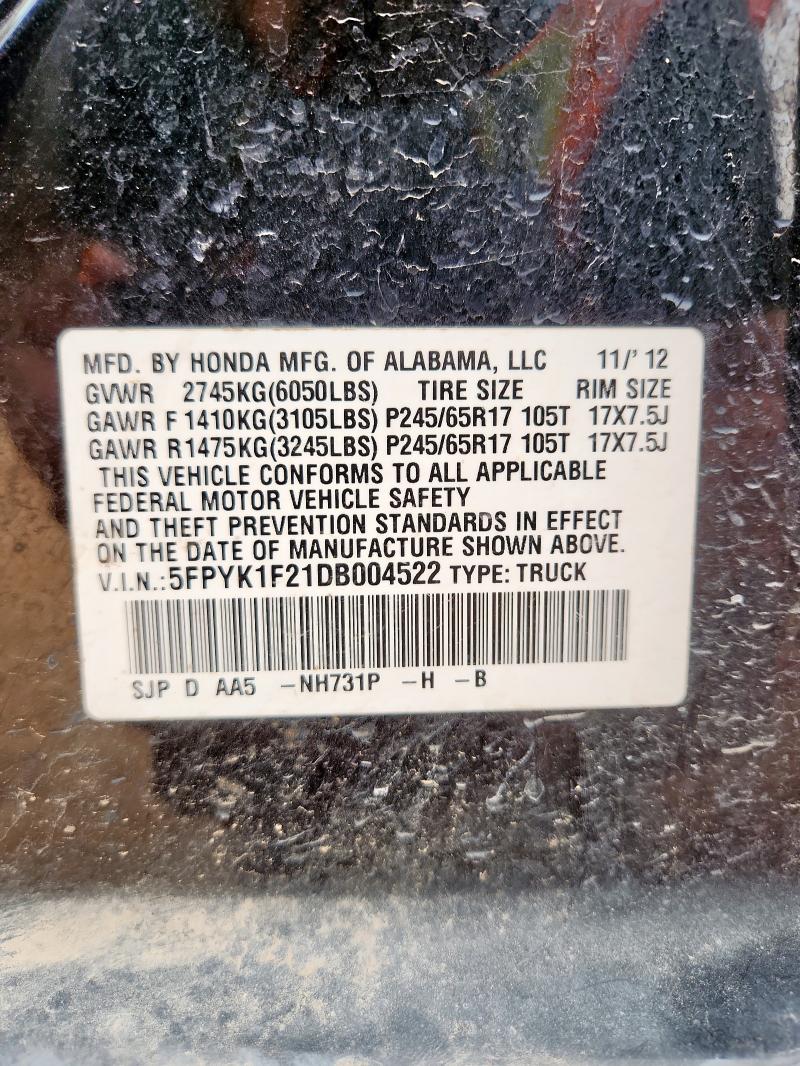 MFD. BY HONDA MFG. OF ALABAMA, LLC 11/' 12
GVWR 2745KG(6050LBS) TIRE SIZE RIM SIZE
GAWR F 1410KG(3105LBS) P245/65R17 105T 17X7.5J
GAWR R1475KG(3245LBS) P245/65R17 105T 17X7.5J
THIS VEHICLE CONFORMS TO ALL APPLICABLE
FEDERAL MOTOR VEHICLE SAFETY
AND THEFT PREVENTION STANDARDS IN EFFECT
ON THE DATE OF MANUFACTURE SHOWN ABOVE.
V.I.N.:5FPYK1F21DB004522 TYPE: TRUCK
SJP D AA5 -NH731P -H -B